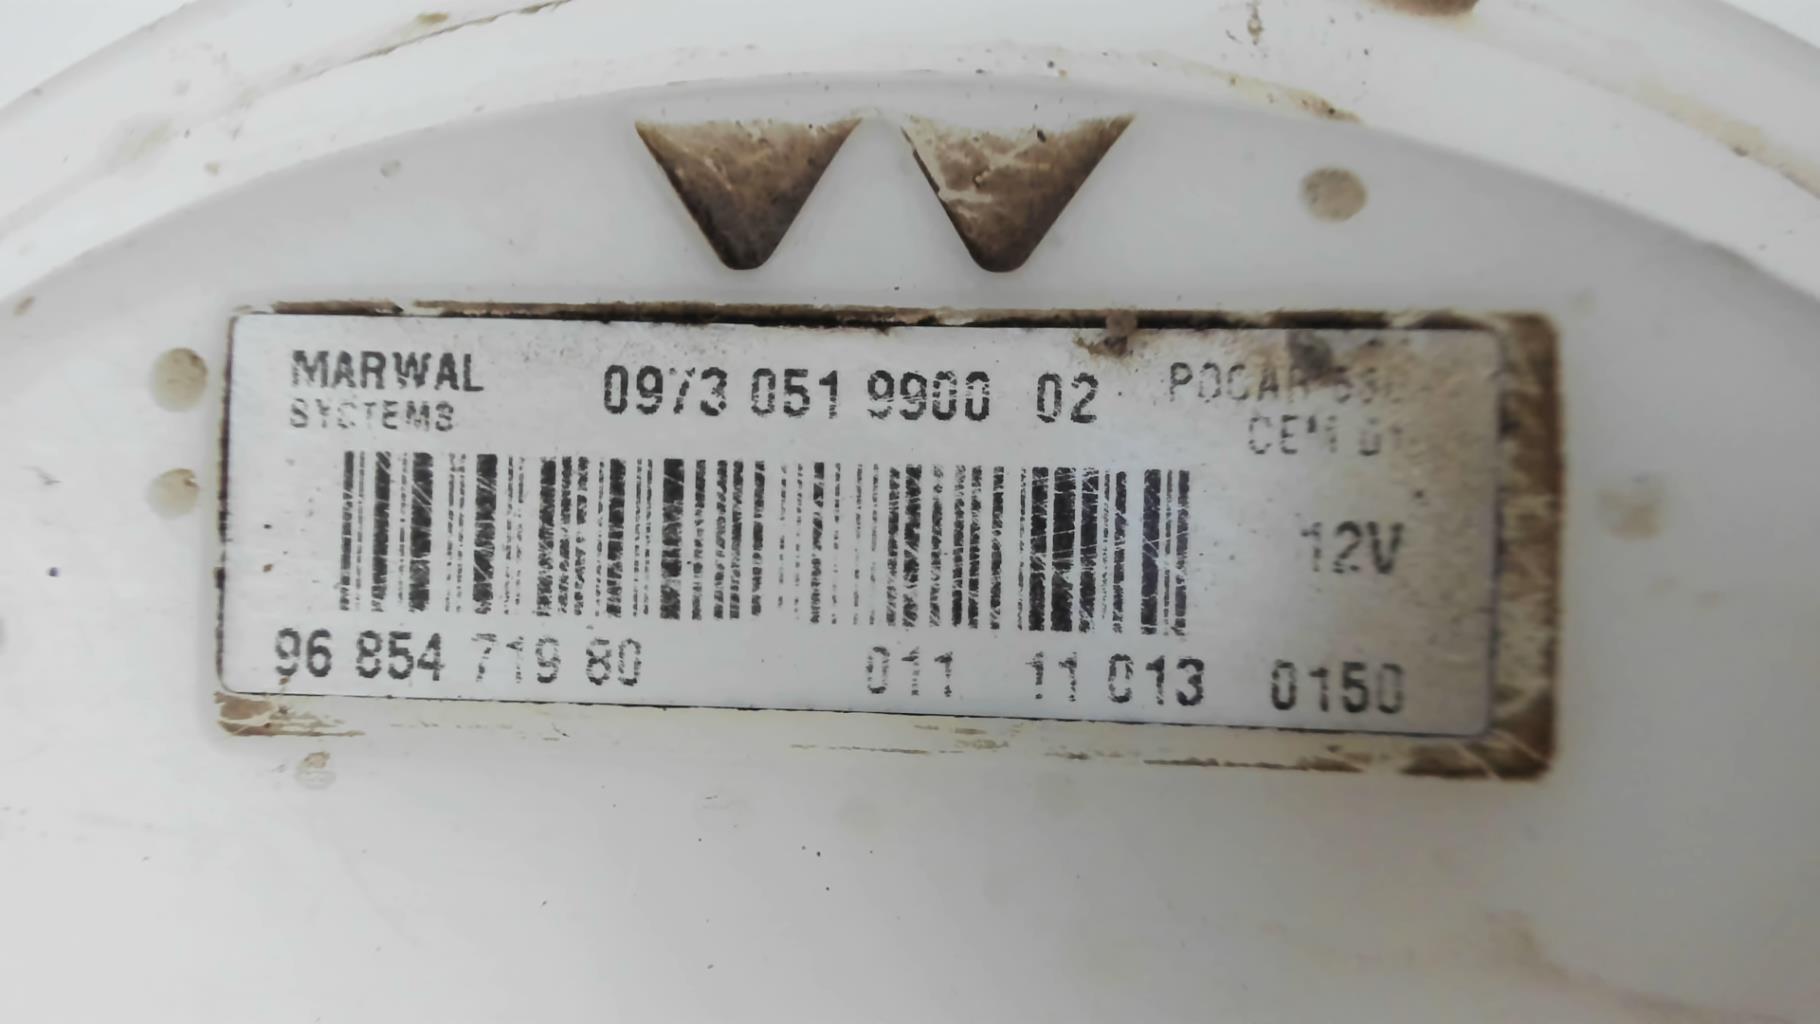 MARWAL 0973 051 9900 02
SYSTEMS
12V
96 854 719 80 011 11 013 0150